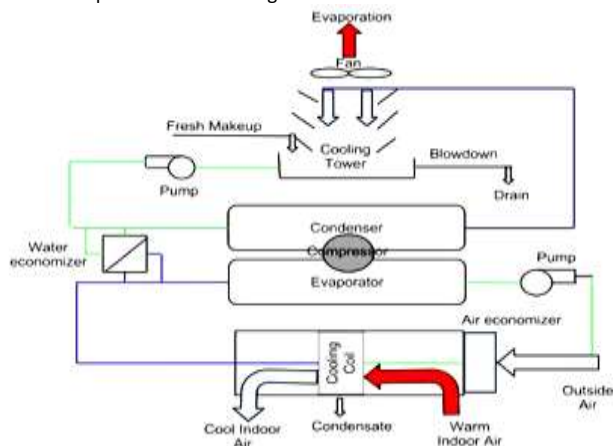 Evaporation
Fan
Fresh Makeup
Cooling
Tower
Blowdown
Pump
Drain
Condenser
Compressor
Water
economizer
Evaporator
Pump
Air economizer
Cooling
Coil
Outside
Air
Cool Indoor
Air
Condensate
Warm
Indoor Air